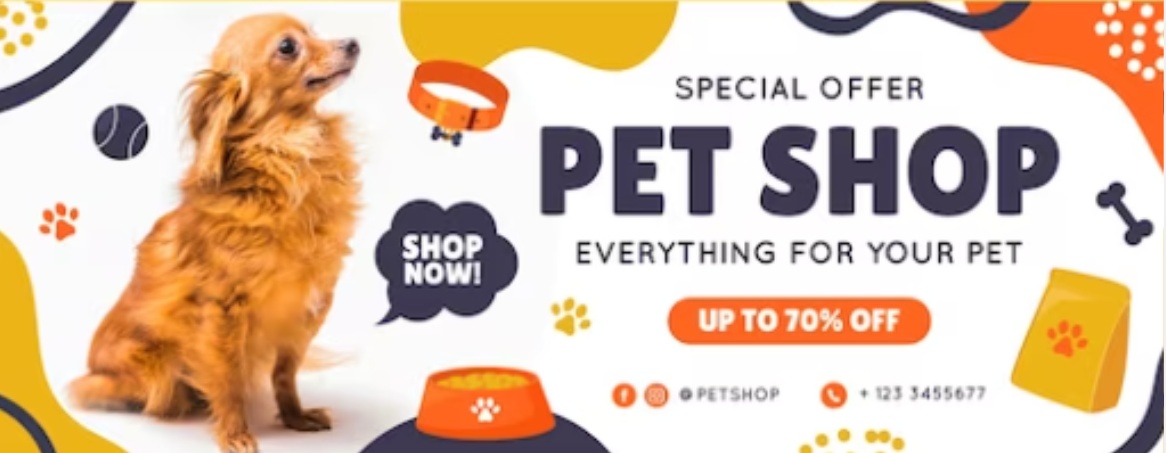 SPECIAL OFFER
PET SHOP
EVERYTHING FOR YOUR PET
UP TO 70% OFF
@PETSHOP
+ 123 3455677
SHOP
NOW!